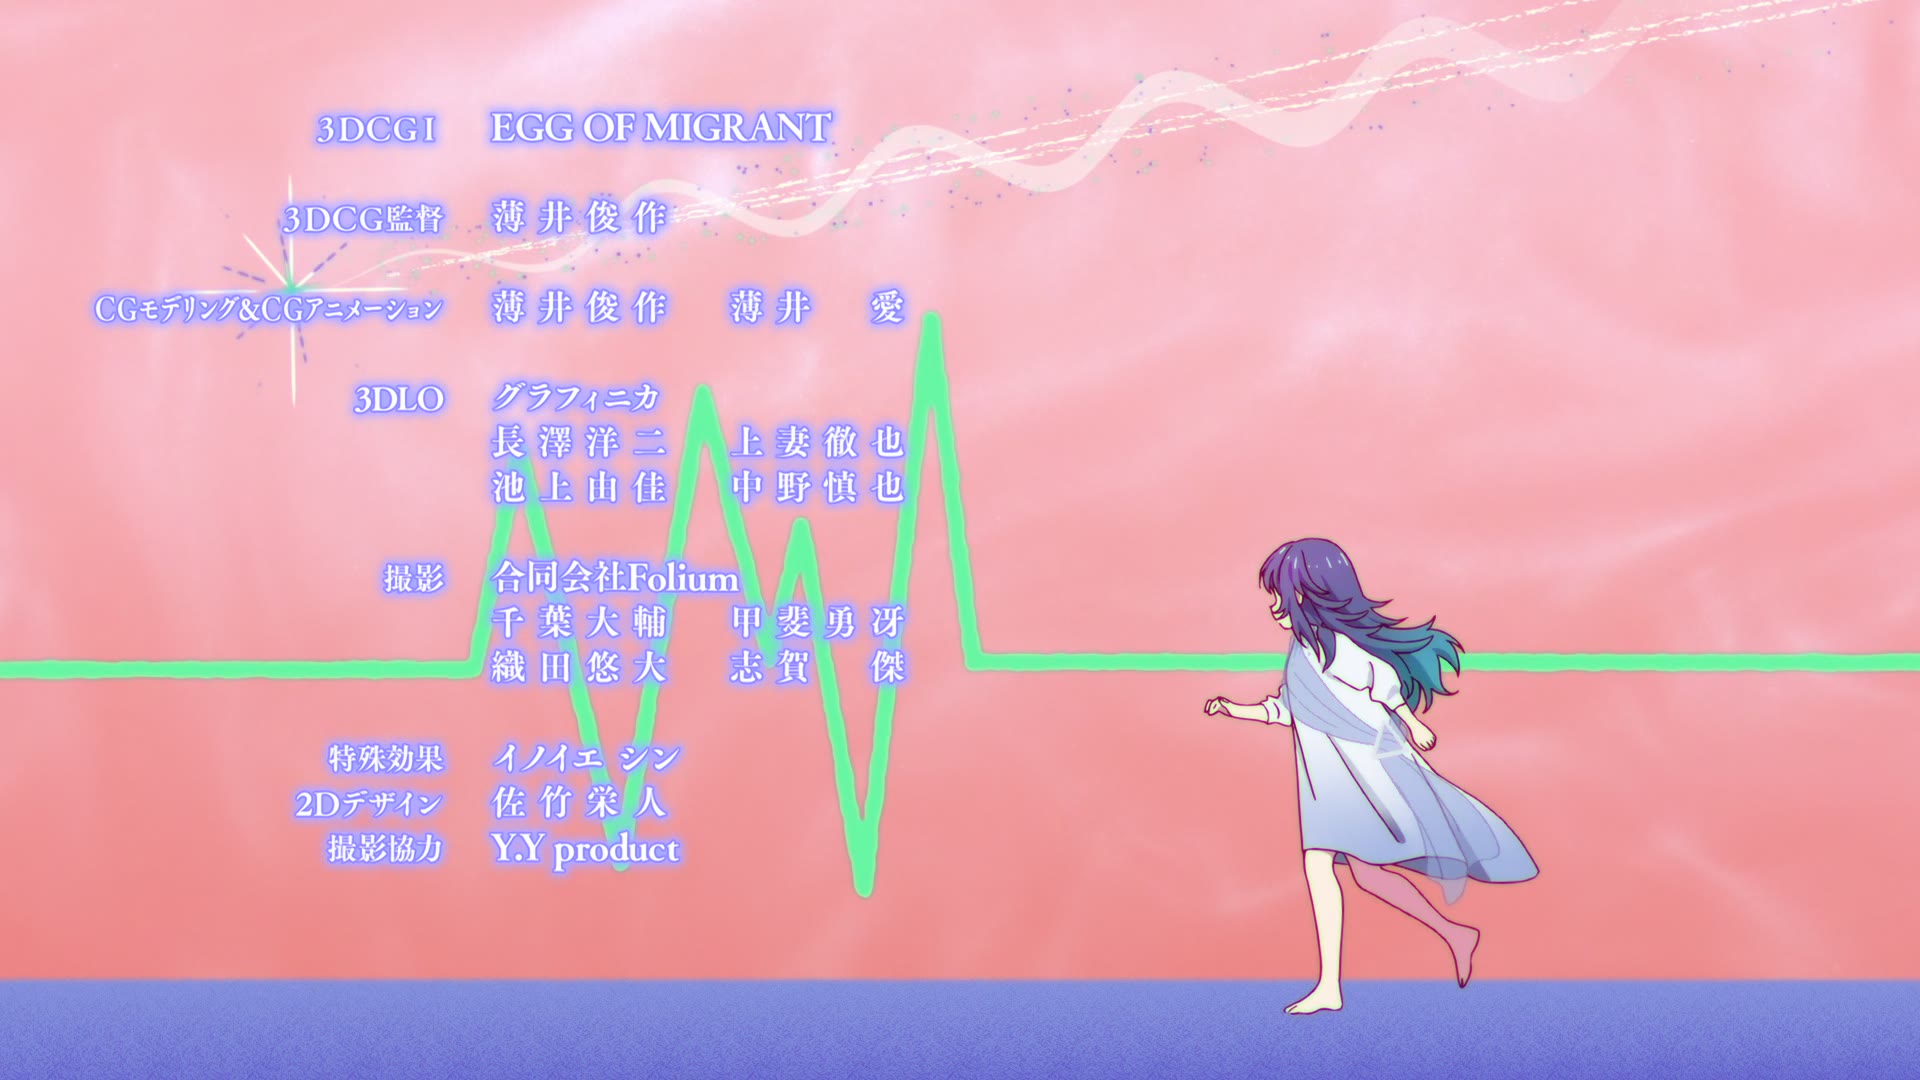 3DCGI EGG OF MIGRANT
3DCG監督 薄井俊作
CGモデリング&CGアニメーション 薄井俊作 薄井 愛
3DLO グラフィニカ
長澤洋二 上妻徹也
池上由佳 中野慎也
撮影 合同会社Folium
千葉大輔 甲斐勇冴
織田悠大 志賀 傑
特殊効果 イノイエ シン
2Dデザイン 佐竹栄人
撮影協力 Y.Y product